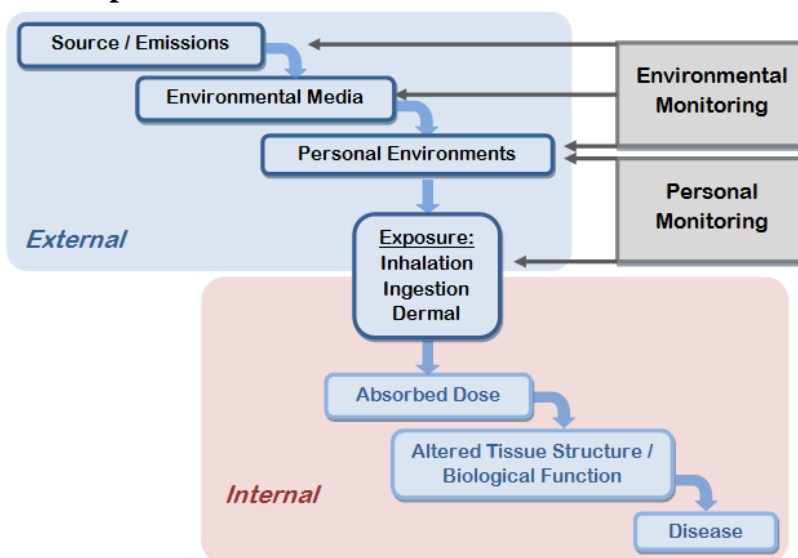 Source / Emissions
Environmental Media
Personal Environments
External
Exposure:
Inhalation
Ingestion
Dermal
Absorbed Dose
Altered Tissue Structure /
Biological Function
Internal
Disease
Environmental
Monitoring
Personal
Monitoring